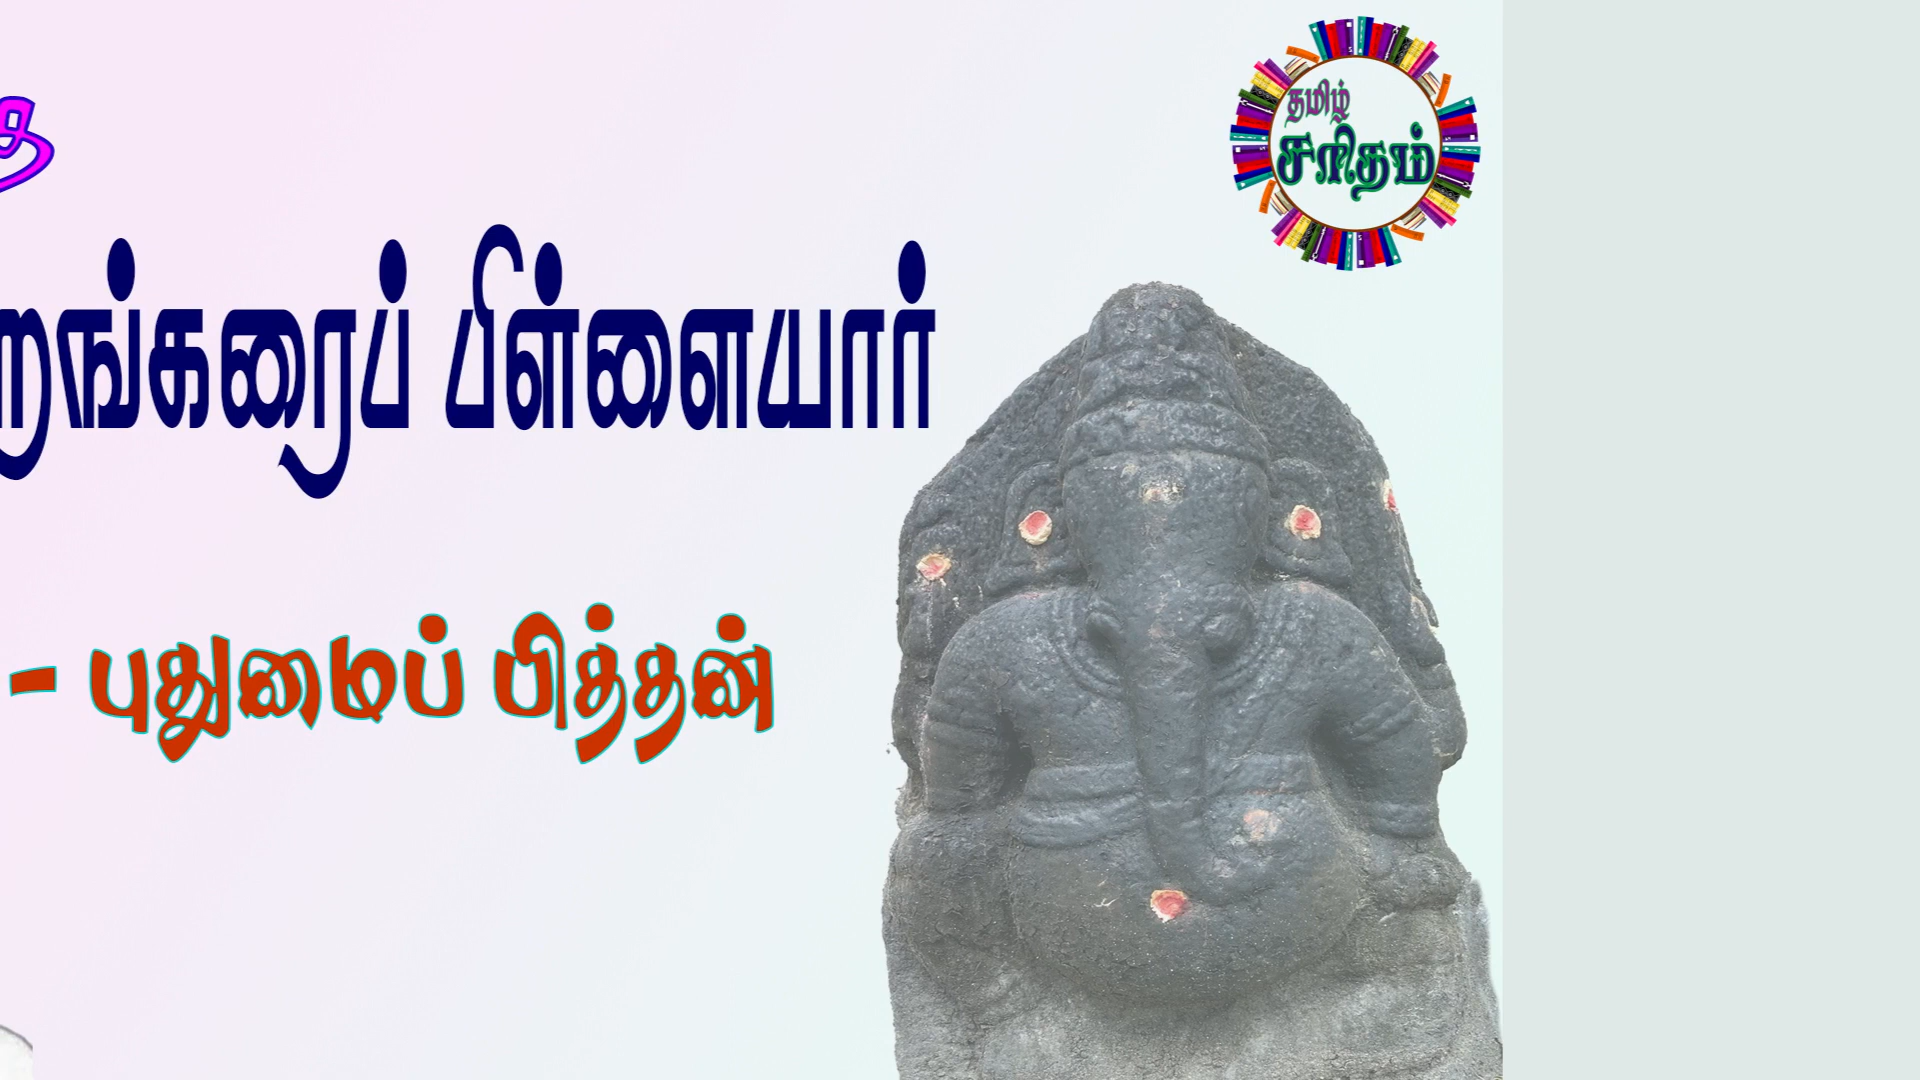 தமிழ்
சரிதம்
றங்கரைப் பிள்ளையார்
- புதுமைப் பித்தன்